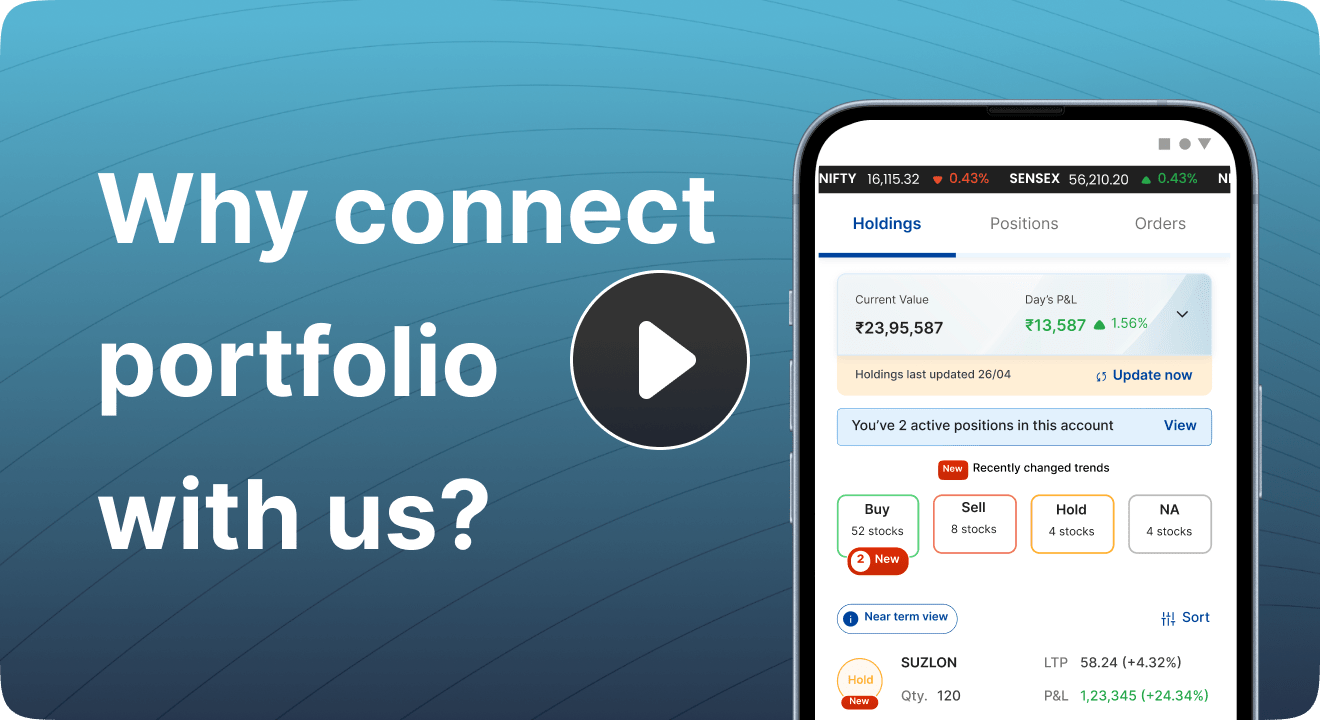 Why connect
portfolio
with us?
NIFTY 16,115.32 ▼ 0.43% SENSEX 56,210.20 ▲ 0.43%
Holdings Positions Orders
Current Value Day's P&L
₹23,95,587 ₹13,587 ▲ 1.56%
Holdings last updated 26/04 Update now
You've 2 active positions in this account View
New Recently changed trends
Buy Sell Hold NA
52 stocks 8 stocks 4 stocks 4 stocks
2 New
Near term view Sort
SUZLON LTP 58.24 (+4.32%)
Hold
New
Qty. 120 P&L 1,23,345 (+24.34%)